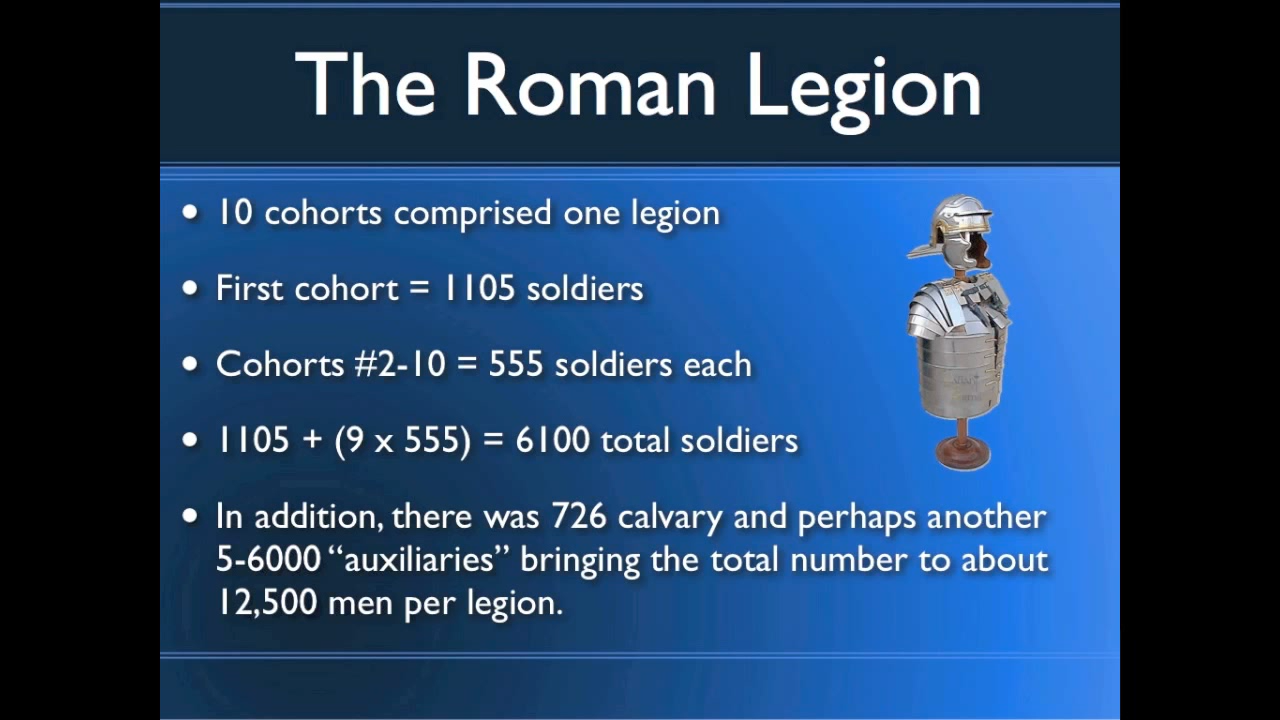 The Roman Legion
• 10 cohorts comprised one legion
• First cohort = 1105 soldiers
• Cohorts #2-10 = 555 soldiers each
• 1105 + (9 x 555) = 6100 total soldiers
• In addition, there was 726 calvary and perhaps another
5-6000 “auxiliaries” bringing the total number to about
12,500 men per legion.